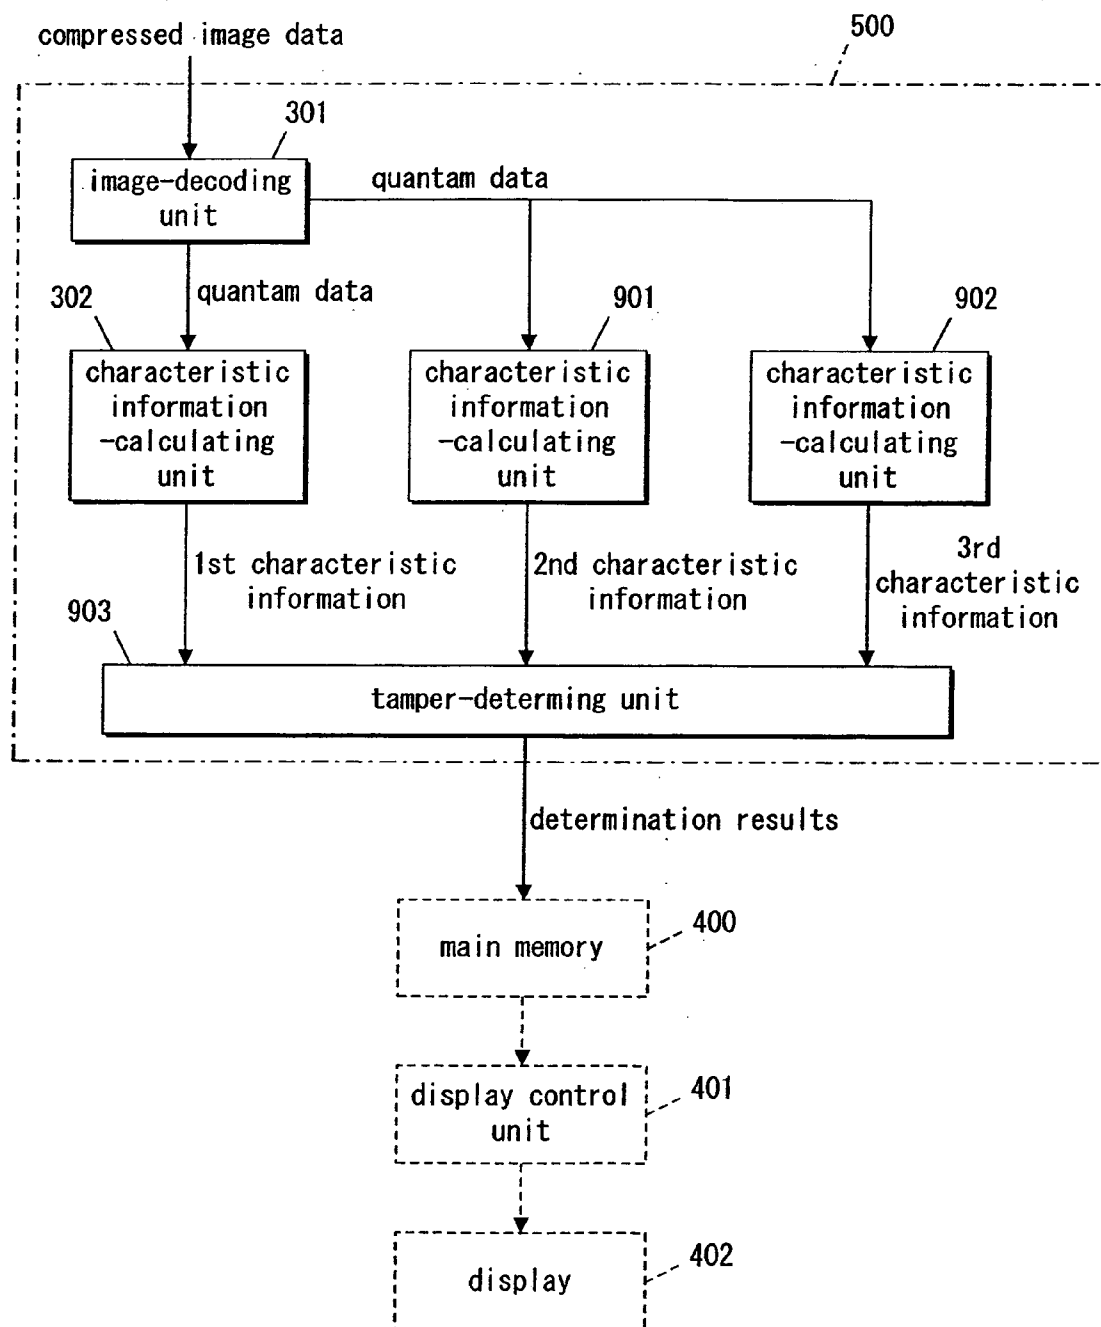 compressed image data
500
301
image-decoding
unit
quantam data
quantam data
302
901
902
characteristic
information
-calculating
unit
characteristic
information
-calculating
unit
characteristic
information
-calculating
unit
1st characteristic
information
2nd characteristic
information
3rd
characteristic
information
903
tamper-determing unit
determination results
400
main memory
401
display control
unit
402
display